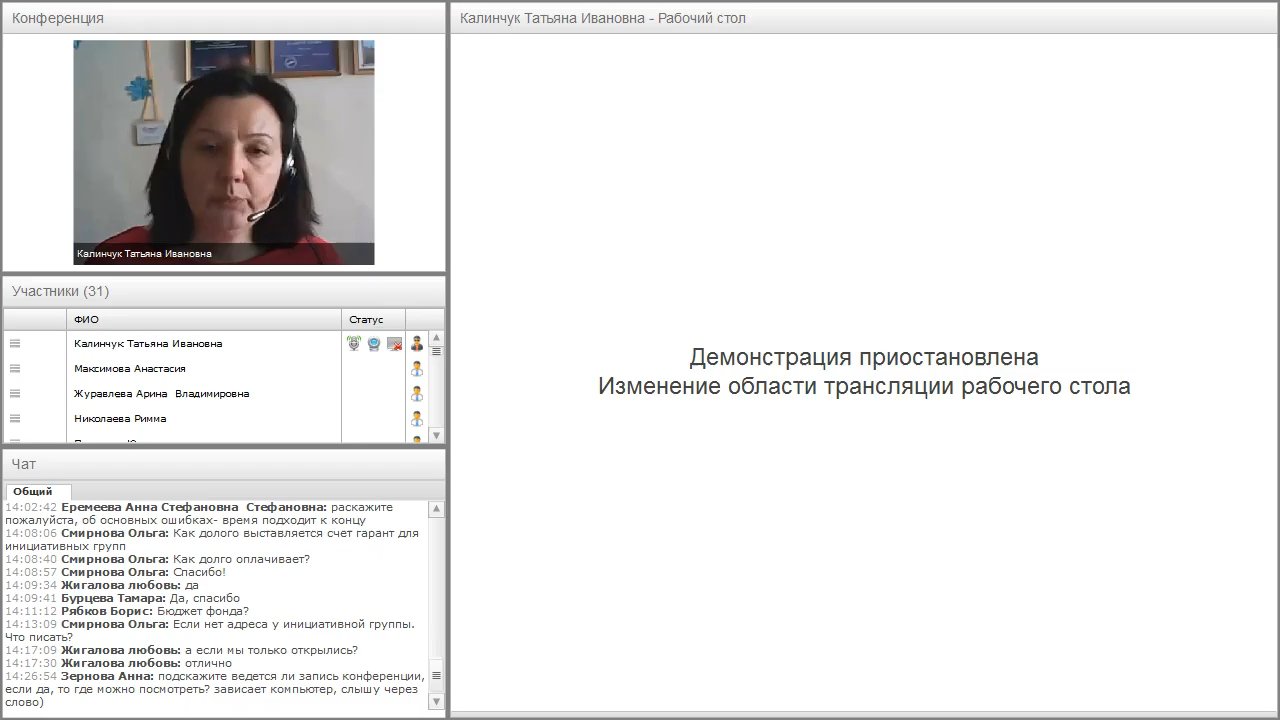 Конференция
Калинчук Татьяна Ивановна
Участники (31)
ФИО
Статус
Калинчук Татьяна Ивановна
Максимова Анастасия
Журавлева Арина Владимировна
Николаева Римма
Чат
Общий
14:02:42 Еремеева Анна Стефановна Стефановна: раскажите
пожалуйста, об основных ошибках- время подходит к концу
14:08:06 Смирнова Ольга: Как долого выставляется счет гарант для
инициативных групп
14:08:40 Смирнова Ольга: Как долго оплачивает?
14:08:57 Смирнова Ольга: Спасибо!
14:09:34 Жигалова любовь: да
14:09:41 Бурцева Тамара: Да, спасибо
14:11:12 Рябков Борис: Бюджет фонда?
14:13:09 Смирнова Ольга: Если нет адреса у инициативной группы.
Что писать?
14:17:09 Жигалова любовь: а если мы только открылись?
14:17:30 Жигалова любовь: отлично
14:26:54 Зернова Анна: подскажите ведется ли запись конференции,
если да, то где можно посмотреть? зависает компьютер, слышу через
слово)
Калинчук Татьяна Ивановна - Рабочий стол
Демонстрация приостановлена
Изменение области трансляции рабочего стола